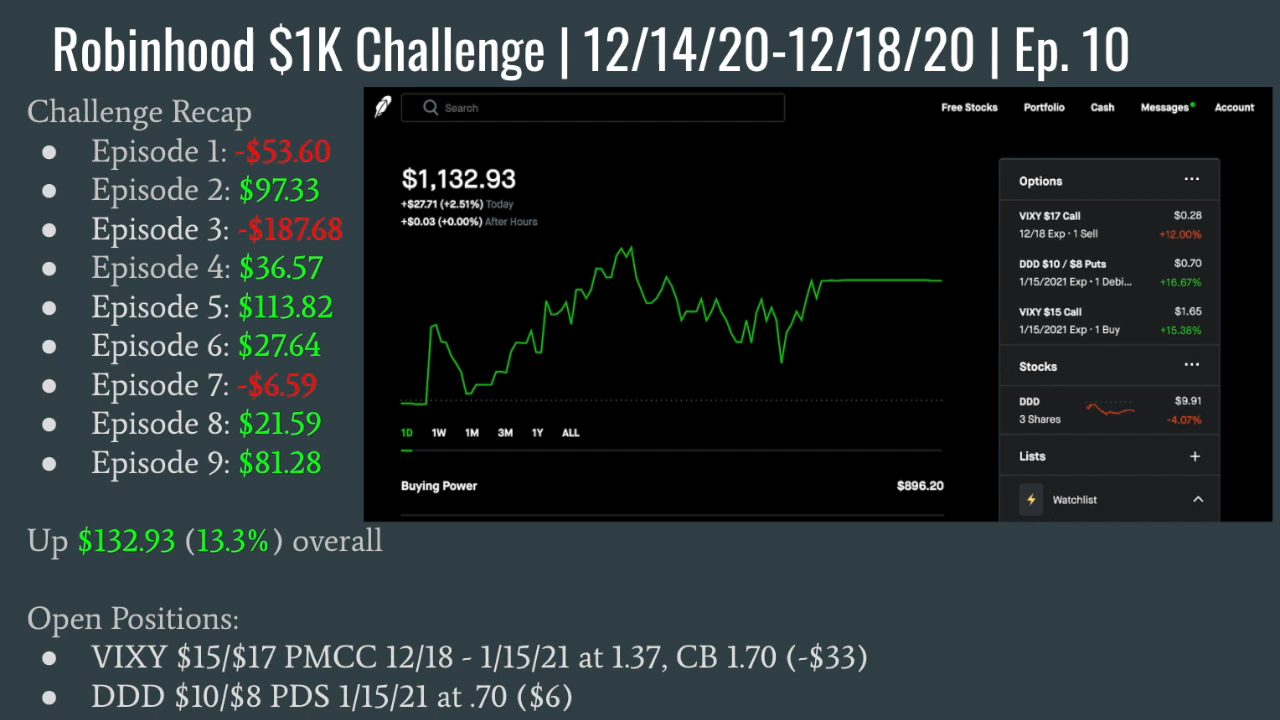 Robinhood $1K Challenge | 12/14/20-12/18/20 | Ep. 10
Challenge Recap
● Episode 1: -$53.60
● Episode 2: $97.33
● Episode 3: -$187.68
● Episode 4: $36.57
● Episode 5: $113.82
● Episode 6: $27.64
● Episode 7: -$6.59
● Episode 8: $21.59
● Episode 9: $81.28
Up $132.93 (13.3%) overall
Open Positions:
● VIXY $15/$17 PMCC 12/18 - 1/15/21 at 1.37, CB 1.70 (-$33)
● DDD $10/$8 PDS 1/15/21 at .70 ($6)
Search
Free Stocks Portfolio Cash Messages Account
$1,132.93
+$27.71 (+2.51%) Today
+$0.03 (+0.00%) After Hours
1D 1W 1M 3M 1Y ALL
Buying Power $896.20
Options ...
VIXY $17 Call $0.28
12/18 Exp · 1 Sell +12.00%
DDD $10 / $8 Puts $0.70
1/15/2021 Exp · 1 Debi... +16.67%
VIXY $15 Call $1.65
1/15/2021 Exp · 1 Buy +15.38%
Stocks ...
DDD $9.91
3 Shares -4.07%
Lists +
Watchlist